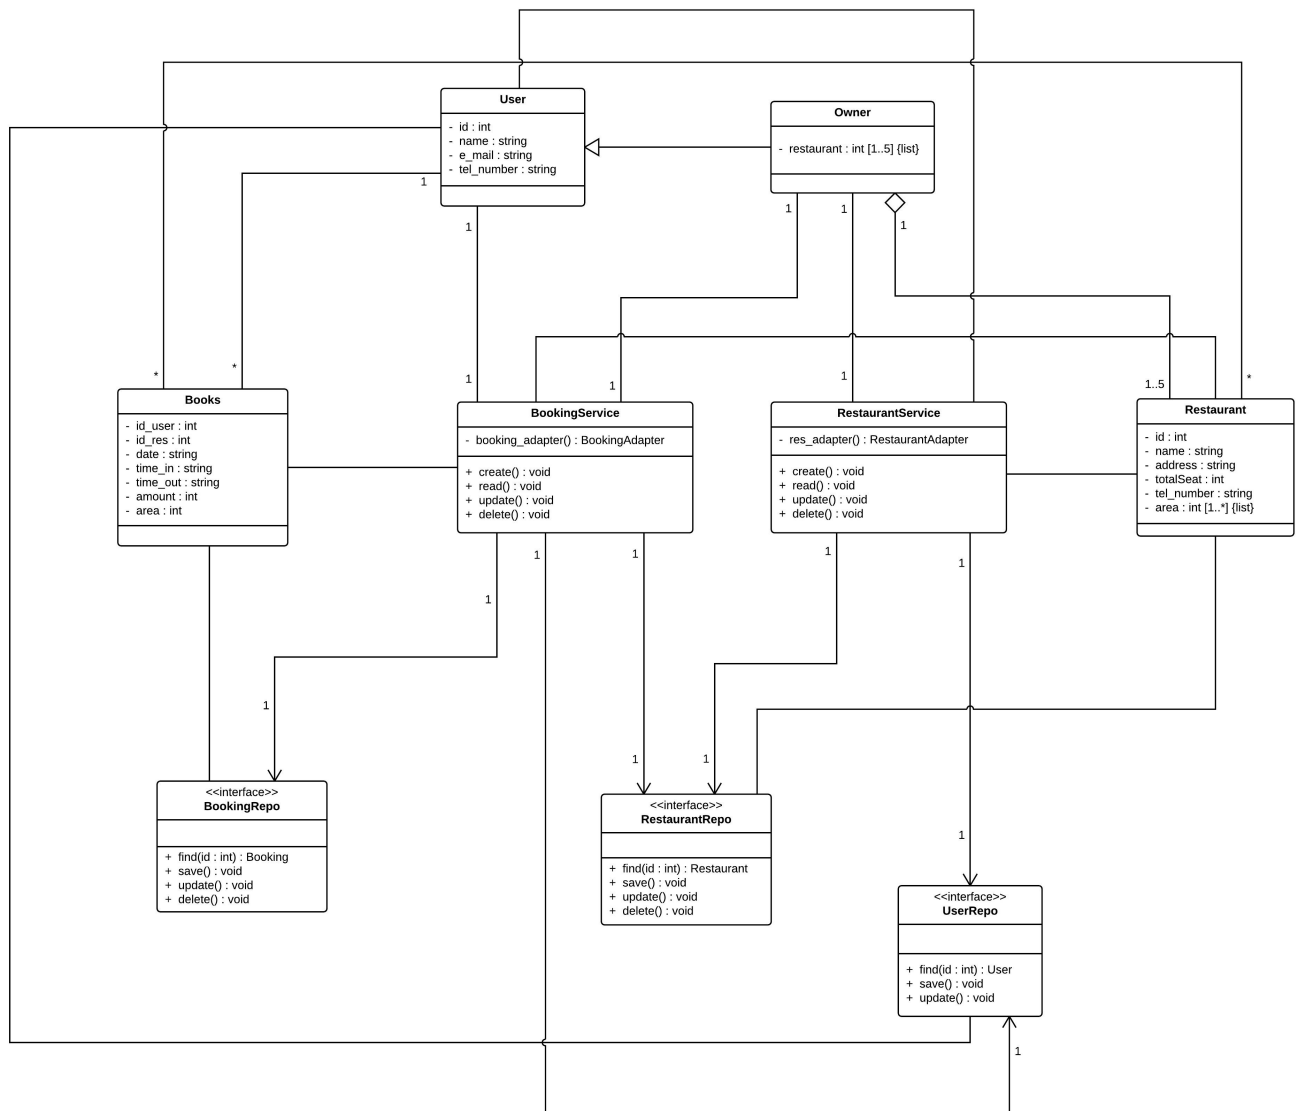 User
- id : int
- name : string
- e_mail : string
- tel_number : string
Owner
- restaurant : int [1..5] {list}
1
1
1
1
1
*
*
1
1
1
1..5
*
Books
- id_user : int
- id_res : int
- date : string
- time_in : string
- time_out : string
- amount : int
- area : int
BookingService
- booking_adapter() : BookingAdapter
+ create() : void
+ read() : void
+ update() : void
+ delete() : void
RestaurantService
- res_adapter() : RestaurantAdapter
+ create() : void
+ read() : void
+ update() : void
+ delete() : void
Restaurant
- id : int
- name : string
- address : string
- totalSeat : int
- tel_number : string
- area : int [1..*] {list}
1
1
1
1
1
1
1
1
1
<<interface>>
BookingRepo
+ find(id : int) : Booking
+ save() : void
+ update() : void
+ delete() : void
<<interface>>
RestaurantRepo
+ find(id : int) : Restaurant
+ save() : void
+ update() : void
+ delete() : void
<<interface>>
UserRepo
+ find(id : int) : User
+ save() : void
+ update() : void
1